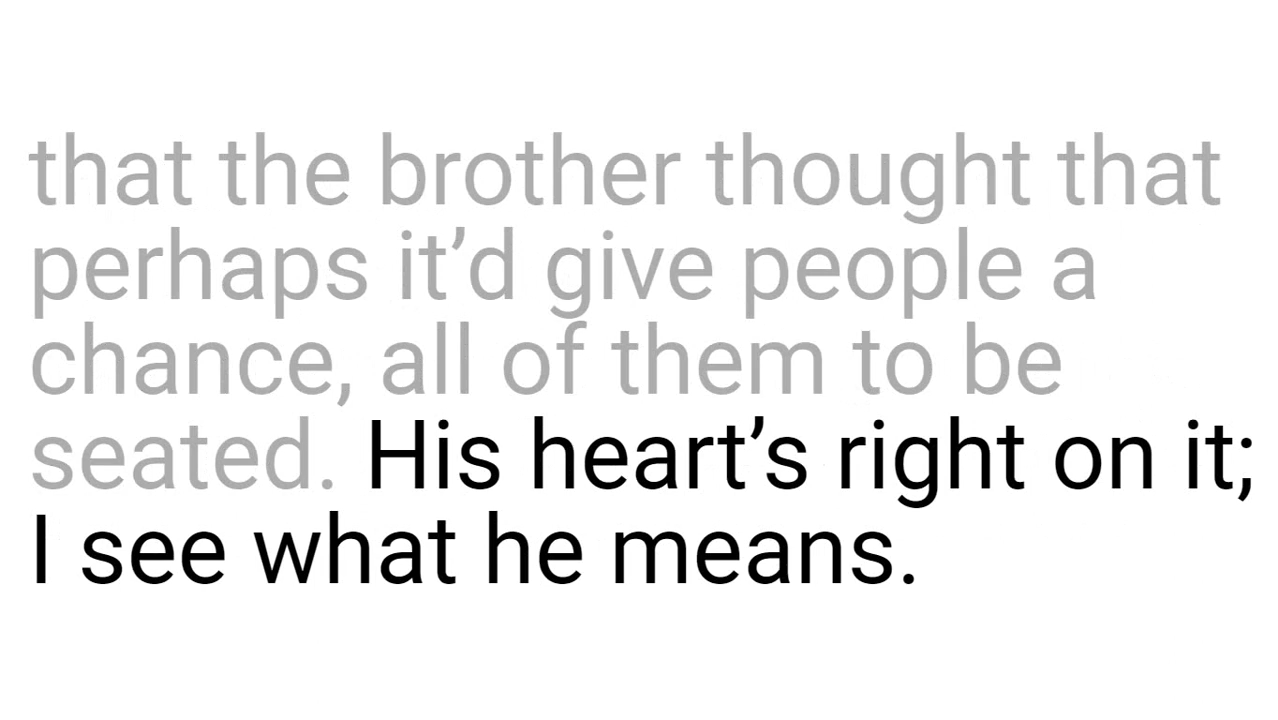 that the brother thought that
perhaps it’d give people a
chance, all of them to be
seated. His heart’s right on it;
I see what he means.